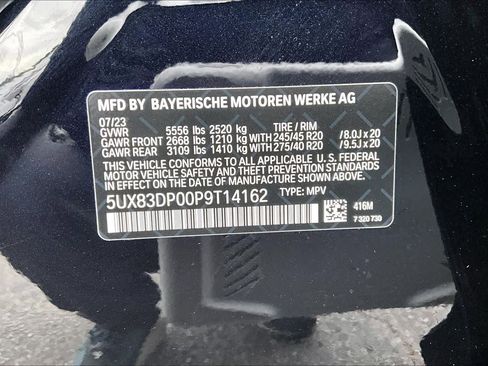 MFD BY BAYERISCHE MOTOREN WERKE AG
07/23
GVWR 5556 lbs 2520 kg TIRE / RIM
GAWR FRONT 2668 lbs 1210 kg WITH 245/45 R20 /8.0J x 20
GAWR REAR 3109 lbs 1410 kg WITH 275/40 R20 /9.5J x 20
THIS VEHICLE CONFORMS TO ALL APPLICABLE U. S. FEDERAL
MOTOR VEHICLE SAFETY, BUMPER, AND THEFT PREVENTION
STANDARDS IN EFFECT ON THE DATE OF MANUFACTURE SHOWN ABOVE.
5UX83DP00P9T14162 TYPE: MPV
416M
7 320 730